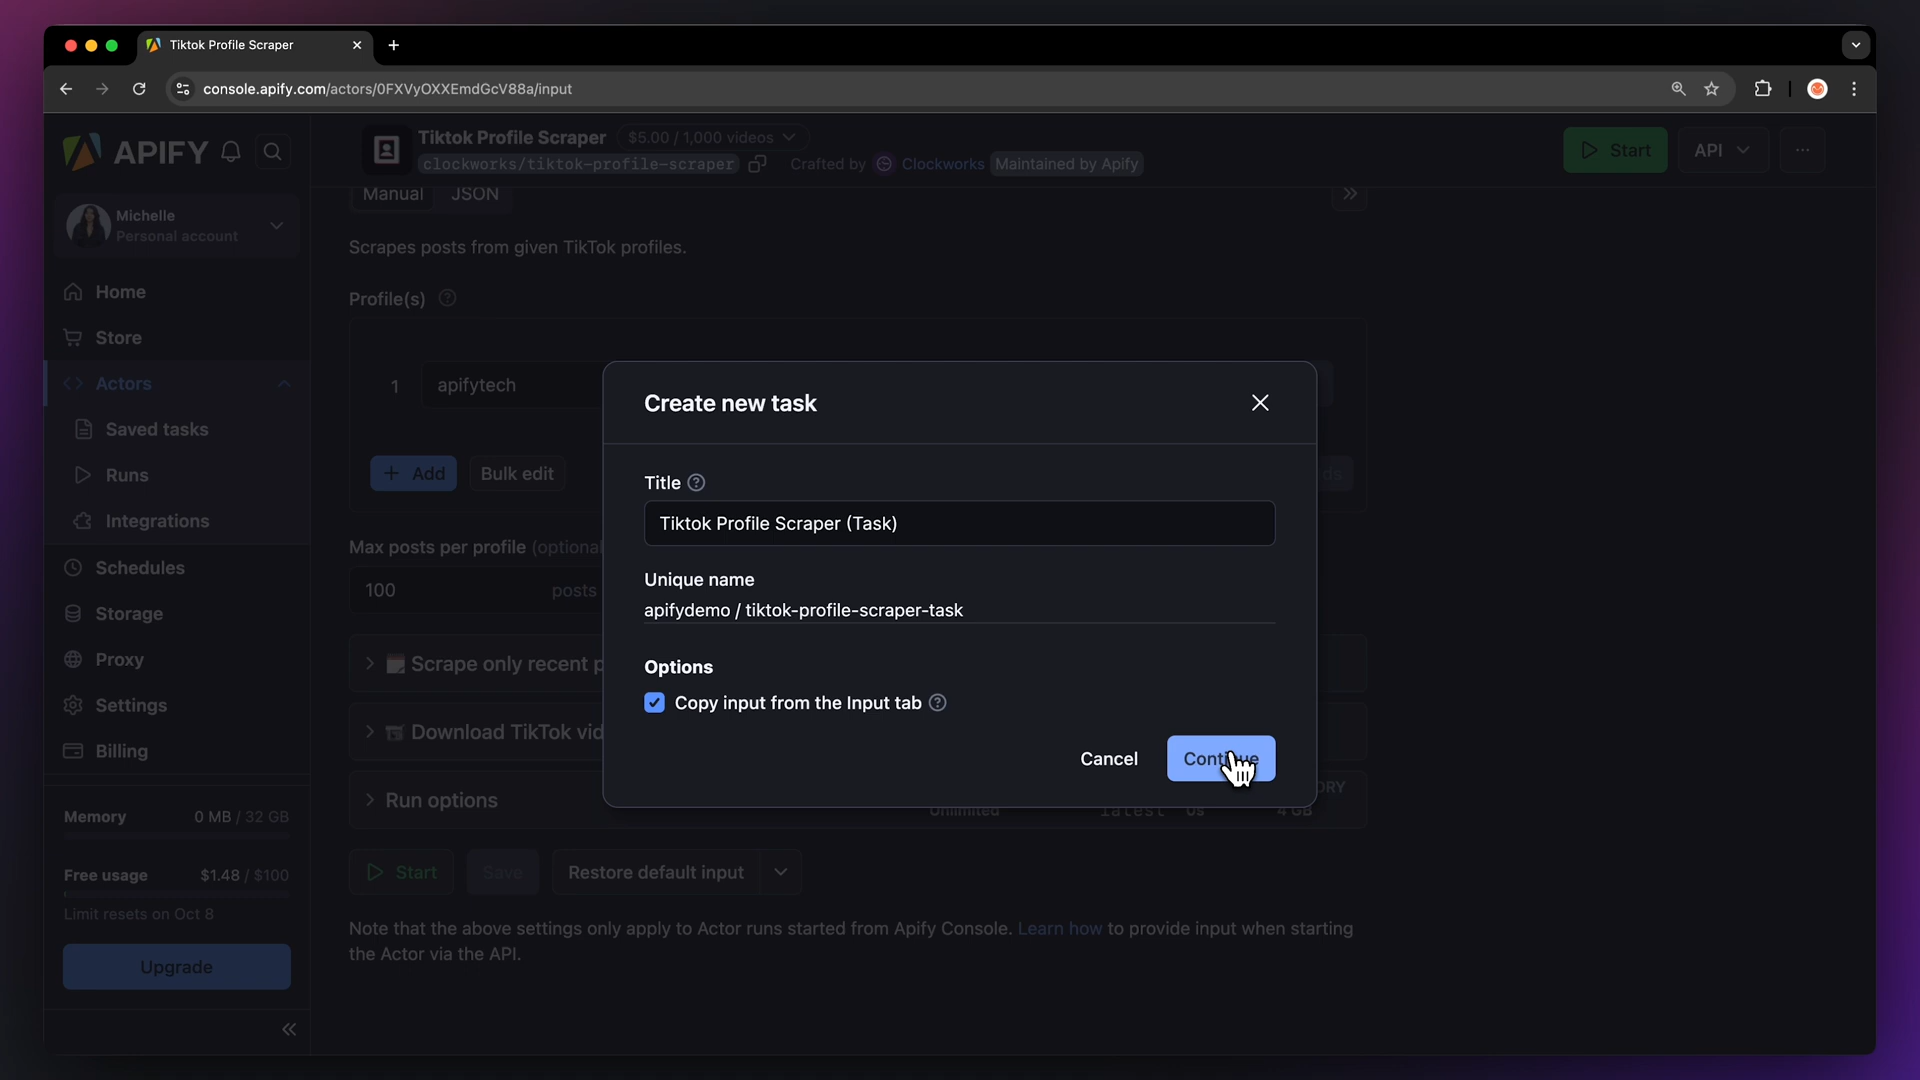 Tiktok Profile Scraper
console.apify.com/actors/0FXVyOXXEmdGcV88a/input
APIFY
Tiktok Profile Scraper
$5.00 / 1,000 videos
clockworks/tiktok-profile-scraper
Crafted by Clockworks
Maintained by Apify
Start
API
Michelle
Personal account
Home
Store
Actors
Saved tasks
Runs
Integrations
Schedules
Storage
Proxy
Settings
Billing
Memory 0 MB / 32 GB
Free usage $1.48 / $100
Limit resets on Oct 8
Upgrade
Manual JSON
Scrapes posts from given TikTok profiles.
Profile(s)
1 apifytech
+ Add
Bulk edit
Max posts per profile (optional
100 posts
Scrape only recent p
Download TikTok vid
Run options
Unlimited latest 0s 4 GB
Start
Save
Restore default input
Note that the above settings only apply to Actor runs started from Apify Console. Learn how to provide input when starting
the Actor via the API.
Create new task
Title
Tiktok Profile Scraper (Task)
Unique name
apifydemo / tiktok-profile-scraper-task
Options
Copy input from the Input tab
Cancel
Continue